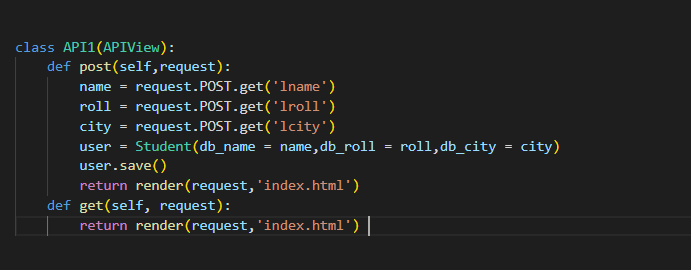 class API1(APIView):
    def post(self,request):
        name = request.POST.get('lname')
        roll = request.POST.get('lroll')
        city = request.POST.get('lcity')
        user = Student(db_name = name,db_roll = roll,db_city = city)
        user.save()
        return render(request,'index.html')
    def get(self, request):
        return render(request,'index.html')